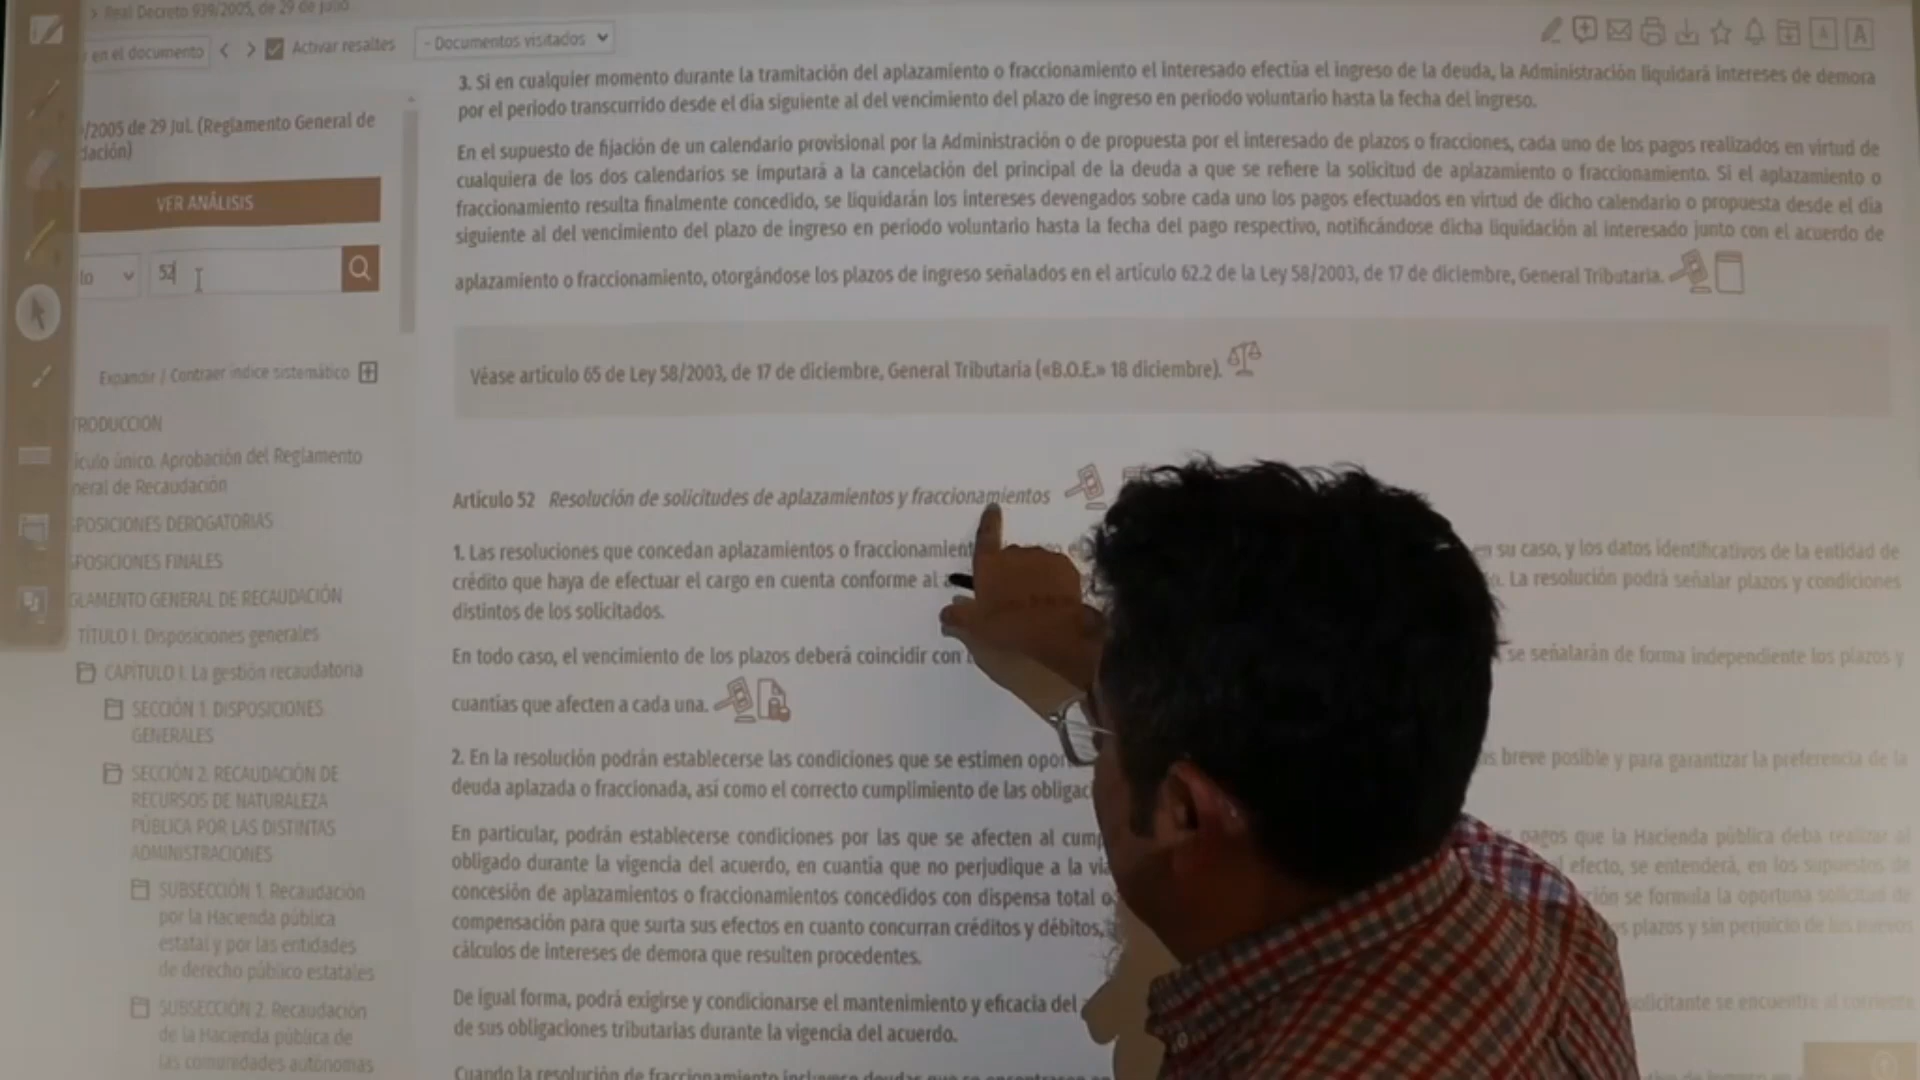 > Real Decreto 939/2005, de 29 de junio
r en el documento
Activar resaltes
- Documentos visitados
/2005 de 29 Jul. (Reglamento General de
dación)
VER ANÁLISIS
lo
52
Expandir / Contraer índice sistemático
TRODUCCION
ículo único. Aprobación del Reglamento
neral de Recaudación
SPOSICIONES DEROGATORIAS
SPOSICIONES FINALES
GLAMENTO GENERAL DE RECAUDACIÓN
TÍTULO I. Disposiciones generales
CAPÍTULO I. La gestión recaudatoria
SECCIÓN 1. DISPOSICIONES
GENERALES
SECCIÓN 2. RECAUDACIÓN DE
RECURSOS DE NATURALEZA
PÚBLICA POR LAS DISTINTAS
ADMINISTRACIONES
SUBSECCIÓN 1. Recaudación
por la Hacienda pública
estatal y por las entidades
de derecho público estatales
SUBSECCIÓN 2. Recaudación
de la Hacienda pública de
las comunidades autónomas
A A
3. Si en cualquier momento durante la tramitación del aplazamiento o fraccionamiento el interesado efectúa el ingreso de la deuda, la Administración liquidará intereses de demora
por el periodo transcurrido desde el día siguiente al del vencimiento del plazo de ingreso en periodo voluntario hasta la fecha del ingreso.
En el supuesto de fijación de un calendario provisional por la Administración o de propuesta por el interesado de plazos o fracciones, cada uno de los pagos realizados en virtud de
cualquiera de los dos calendarios se imputará a la cancelación del principal de la deuda a que se refiere la solicitud de aplazamiento o fraccionamiento. Si el aplazamiento o
fraccionamiento resulta finalmente concedido, se liquidarán los intereses devengados sobre cada uno los pagos efectuados en virtud de dicho calendario o propuesta desde el día
siguiente al del vencimiento del plazo de ingreso en periodo voluntario hasta la fecha del pago respectivo, notificándose dicha liquidación al interesado junto con el acuerdo de
aplazamiento o fraccionamiento, otorgándose los plazos de ingreso señalados en el artículo 62.2 de la Ley 58/2003, de 17 de diciembre, General Tributaria.
Véase artículo 65 de Ley 58/2003, de 17 de diciembre, General Tributaria («B.O.E.» 18 diciembre).
Artículo 52 Resolución de solicitudes de aplazamientos y fraccionamientos
1. Las resoluciones que concedan aplazamientos o fraccionamient su caso, y los datos identificativos de la entidad de
crédito que haya de efectuar el cargo en cuenta conforme al La resolución podrá señalar plazos y condiciones
distintos de los solicitados.
En todo caso, el vencimiento de los plazos deberá coincidir con se señalarán de forma independiente los plazos y
cuantías que afecten a cada una.
2. En la resolución podrán establecerse las condiciones que se estimen opor s breve posible y para garantizar la preferencia de la
deuda aplazada o fraccionada, así como el correcto cumplimiento de las obligac
En particular, podrán establecerse condiciones por las que se afecten al cump pagos que la Hacienda pública deba realizar al
obligado durante la vigencia del acuerdo, en cuantía que no perjudique a la via efecto, se entenderá, en los supuestos de
concesión de aplazamientos o fraccionamientos concedidos con dispensa total o ción se formula la oportuna solicitud de
compensación para que surta sus efectos en cuanto concurran créditos y débitos, s plazos y sin perjuicio de los nuevos
cálculos de intereses de demora que resulten procedentes.
De igual forma, podrá exigirse y condicionarse el mantenimiento y eficacia del solicitante se encuentre al corriente
de sus obligaciones tributarias durante la vigencia del acuerdo.
Cuando la resolución de fraccionamiento incluyese deudas que se encontrasen